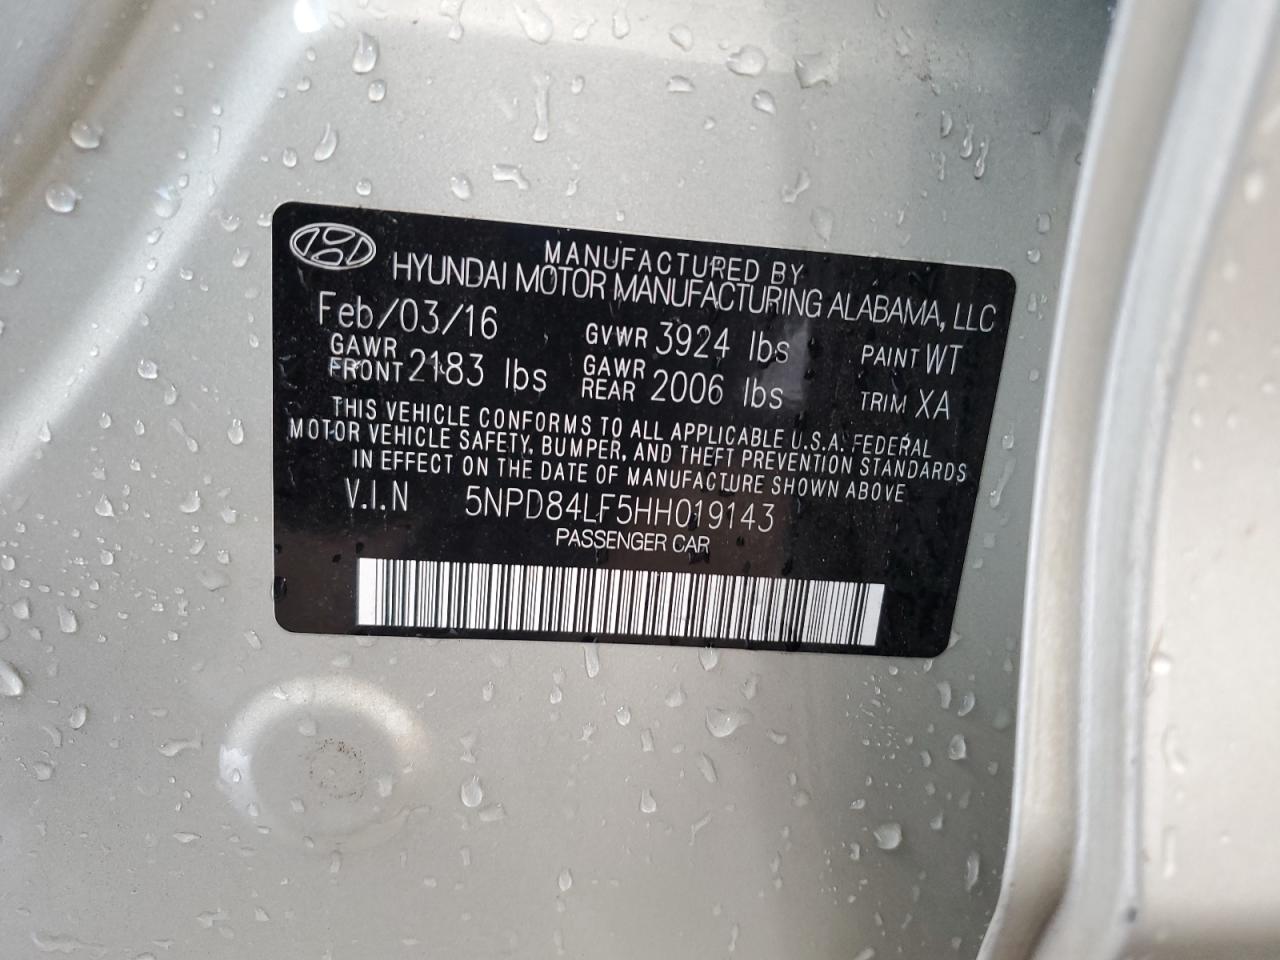 MANUFACTURED BY
HYUNDAI MOTOR MANUFACTURING ALABAMA, LLC
Feb/03/16 GVWR 3924 lbs PAINT WT
GAWR FRONT 2183 lbs GAWR REAR 2006 lbs TRIM XA
THIS VEHICLE CONFORMS TO ALL APPLICABLE U.S.A. FEDERAL
MOTOR VEHICLE SAFETY, BUMPER, AND THEFT PREVENTION STANDARDS
IN EFFECT ON THE DATE OF MANUFACTURE SHOWN ABOVE
V.I.N 5NPD84LF5HH019143
PASSENGER CAR